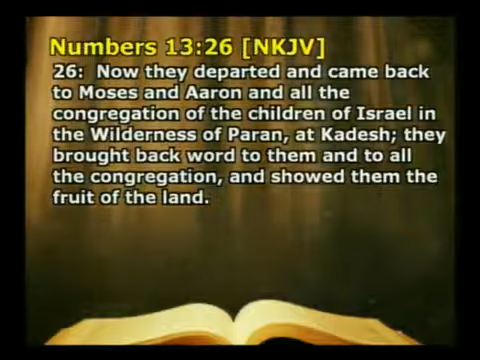 Numbers 13:26 [NKJV]
26:  Now they departed and came back
to Moses and Aaron and all the
congregation of the children of Israel in
the Wilderness of Paran, at Kadesh; they
brought back word to them and to all
the congregation, and showed them the
fruit of the land.